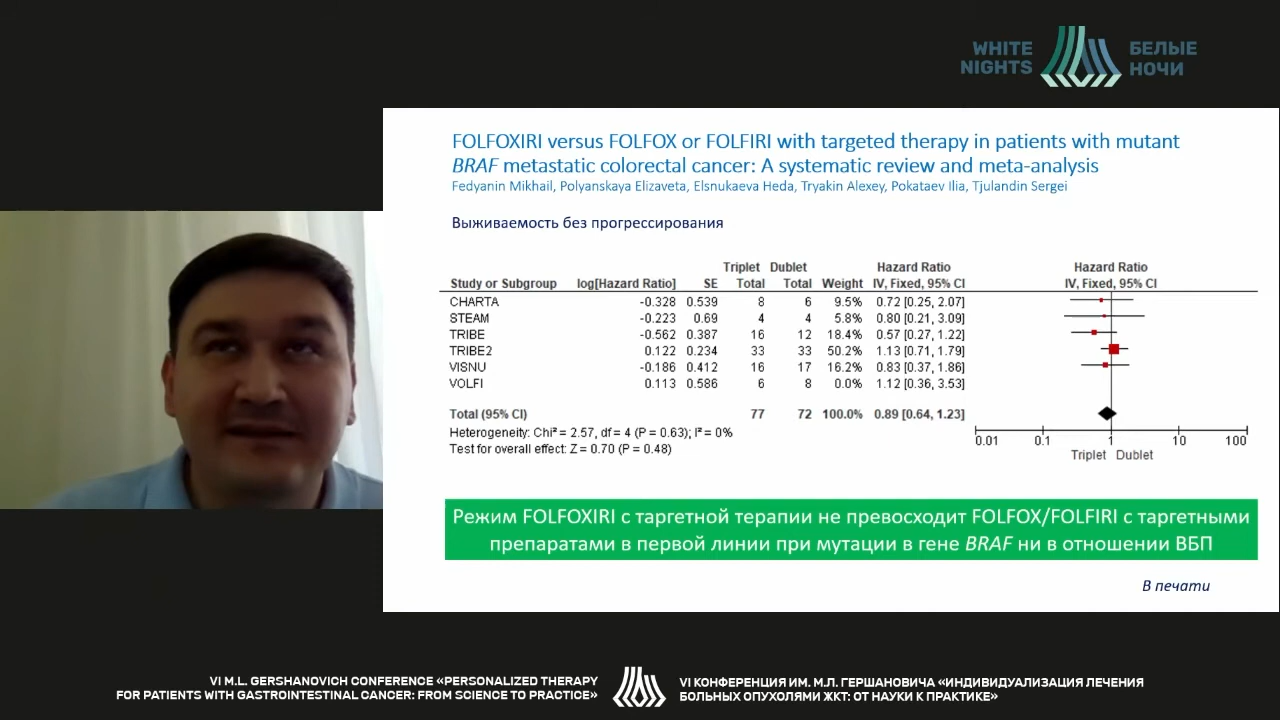 WHITE NIGHTS
БЕЛЫЕ НОЧИ
FOLFOXIRI versus FOLFOX or FOLFIRI with targeted therapy in patients with mutant
BRAF metastatic colorectal cancer: A systematic review and meta-analysis
Fedyanin Mikhail, Polyanskaya Elizaveta, Elsnukaeva Heda, Tryakin Alexey, Pokataev Ilia, Tjulandin Sergei
Выживаемость без прогрессирования
Triplet Dublet Hazard Ratio Hazard Ratio
Study or Subgroup log[Hazard Ratio] SE Total Total Weight IV, Fixed, 95% CI IV, Fixed, 95% CI
CHARTA -0.328 0.539 8 6 9.5% 0.72 [0.25, 2.07]
STEAM -0.223 0.69 4 4 5.8% 0.80 [0.21, 3.09]
TRIBE -0.562 0.387 16 12 18.4% 0.57 [0.27, 1.22]
TRIBE2 0.122 0.234 33 33 50.2% 1.13 [0.71, 1.79]
VISNU -0.186 0.412 16 17 16.2% 0.83 [0.37, 1.86]
VOLFI 0.113 0.586 6 8 0.0% 1.12 [0.36, 3.53]
Total (95% CI) 77 72 100.0% 0.89 [0.64, 1.23]
Heterogeneity: Chi² = 2.57, df = 4 (P = 0.63); I² = 0%
Test for overall effect: Z = 0.70 (P = 0.48)
0.01 0.1 1 10 100
Triplet Dublet
Режим FOLFOXIRI с таргетной терапии не превосходит FOLFOX/FOLFIRI с таргетными
препаратами в первой линии при мутации в гене BRAF ни в отношении ВБП
В печати
VI M.L. GERSHANOVICH CONFERENCE «PERSONALIZED THERAPY
FOR PATIENTS WITH GASTROINTESTINAL CANCER: FROM SCIENCE TO PRACTICE»
VI КОНФЕРЕНЦИЯ ИМ. М.Л. ГЕРШАНОВИЧА «ИНДИВИДУАЛИЗАЦИЯ ЛЕЧЕНИЯ
БОЛЬНЫХ ОПУХОЛЯМИ ЖКТ: ОТ НАУКИ К ПРАКТИКЕ»